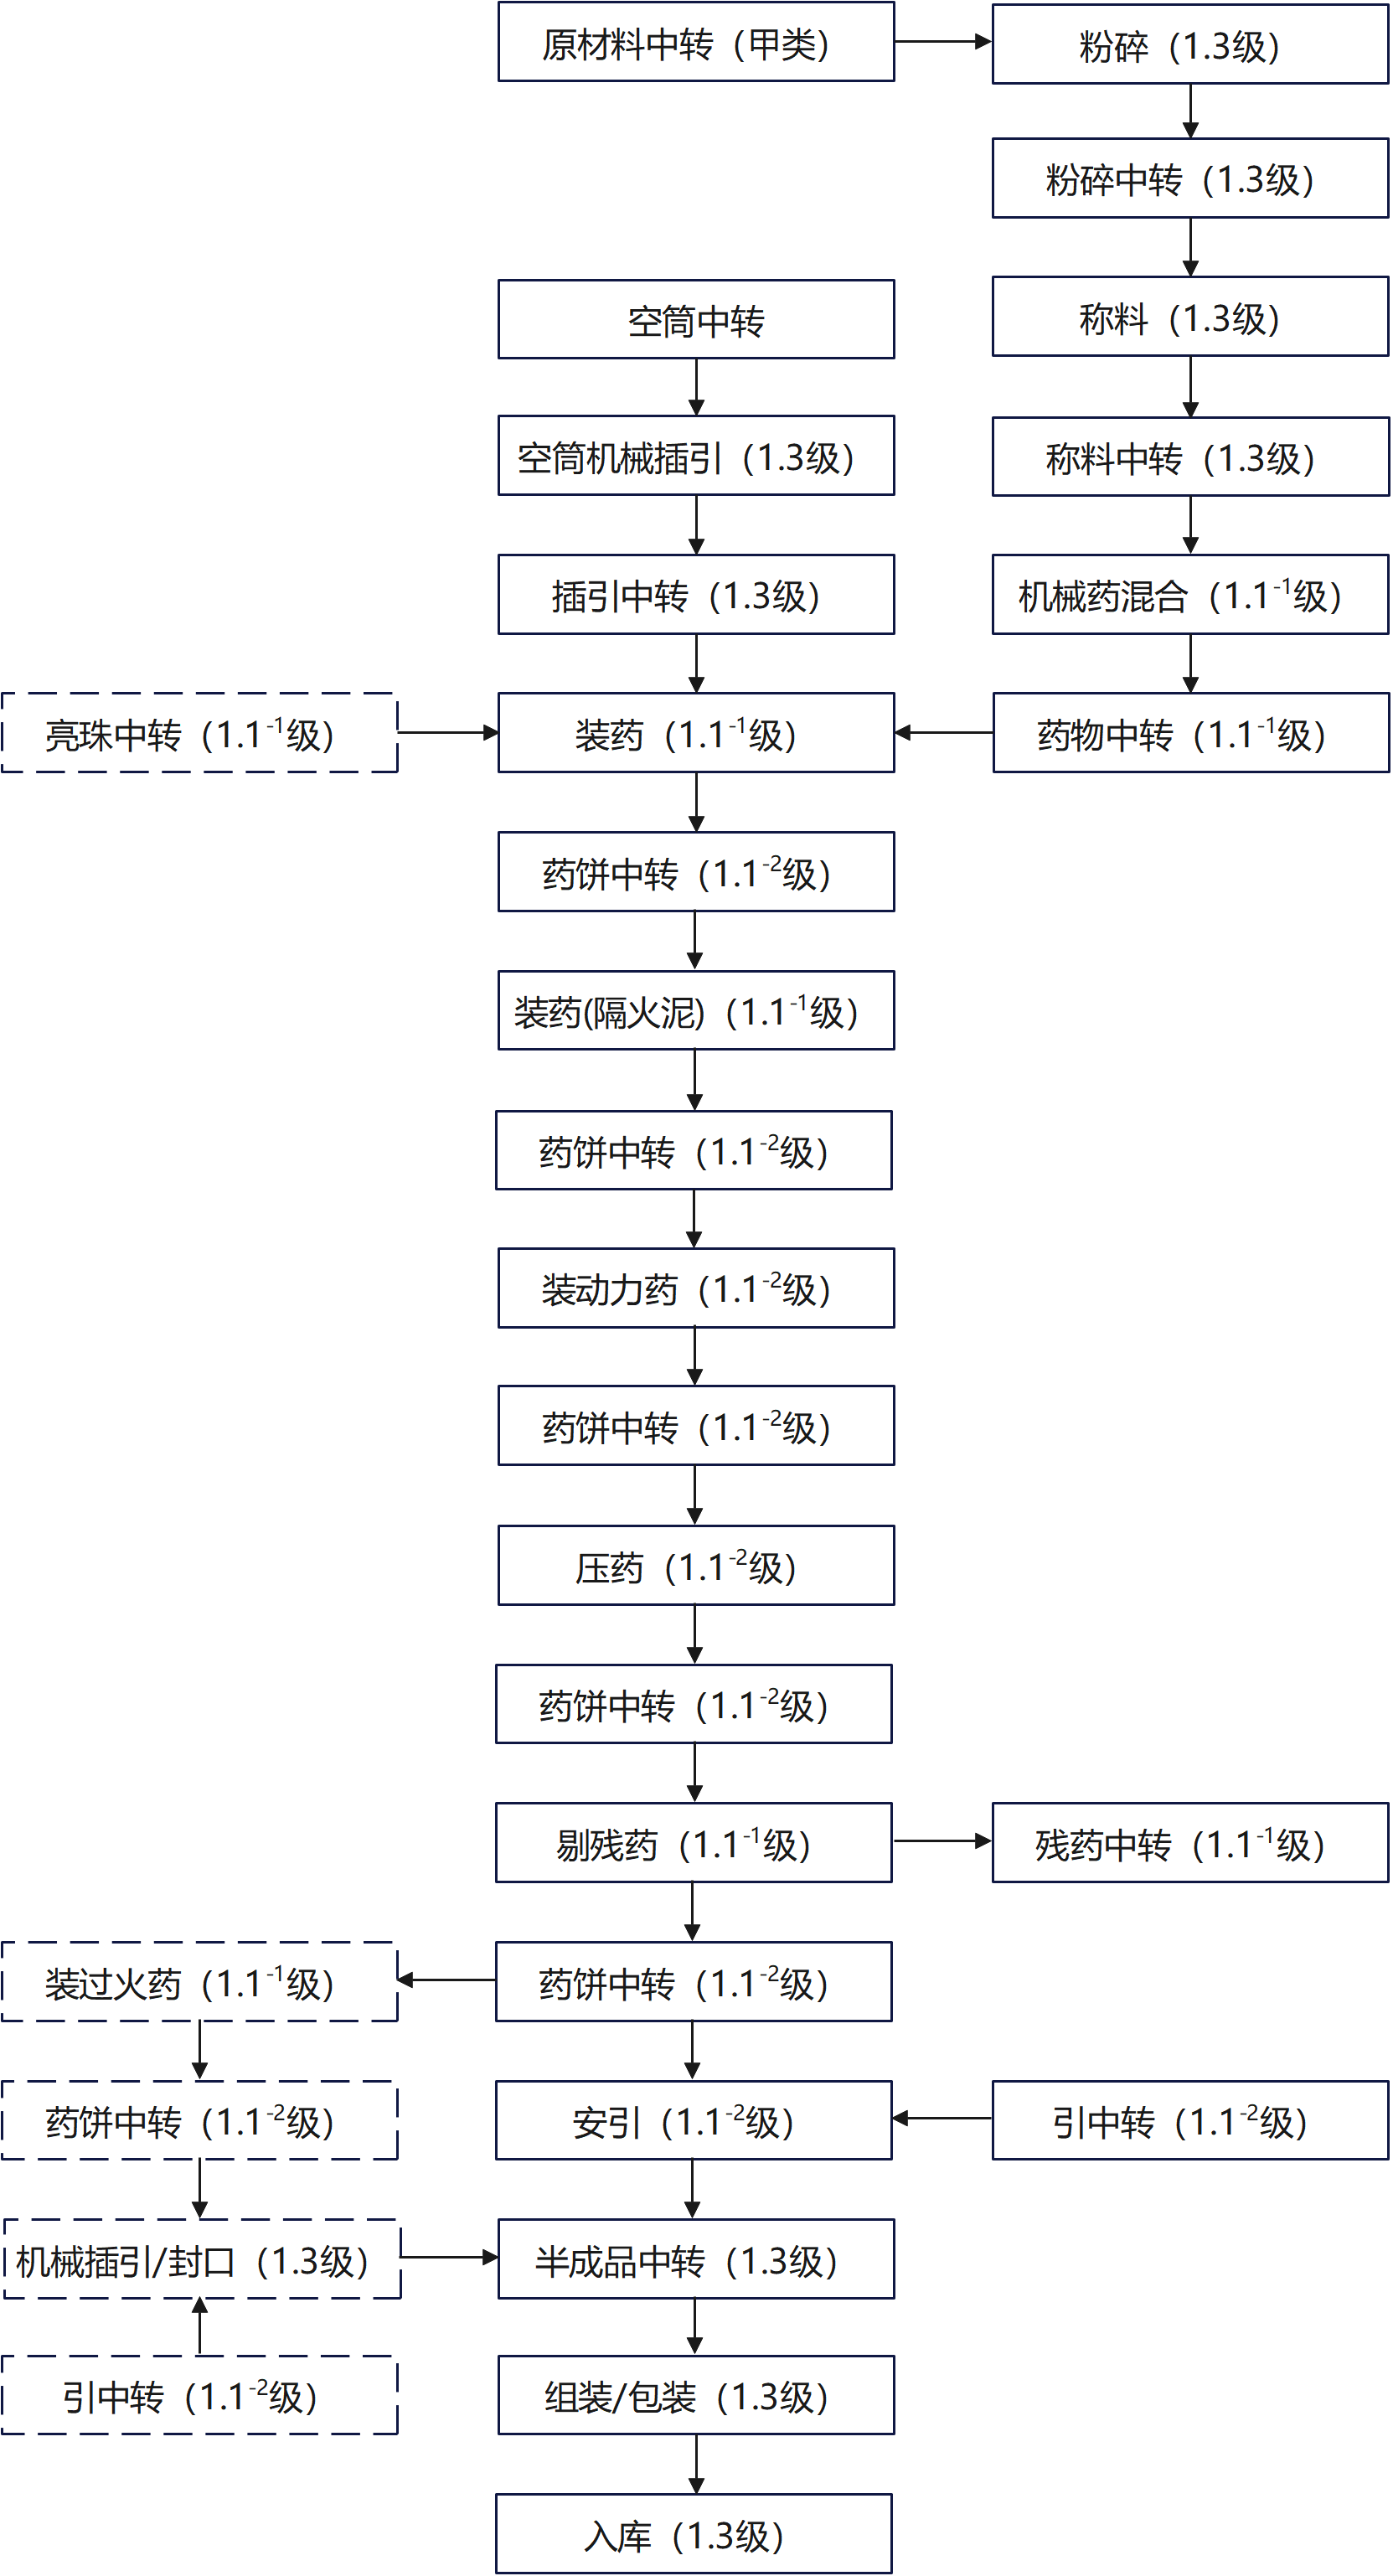 原材料中转（甲类）
粉碎（1.3级）
粉碎中转（1.3级）
空筒中转
称料（1.3级）
空筒机械插引（1.3级）
称料中转（1.3级）
插引中转（1.3级）
机械药混合（1.1⁻¹级）
亮珠中转（1.1⁻¹级）
装药（1.1⁻¹级）
药物中转（1.1⁻¹级）
药饼中转（1.1⁻²级）
装药(隔火泥)（1.1⁻¹级）
药饼中转（1.1⁻²级）
装动力药（1.1⁻²级）
药饼中转（1.1⁻²级）
压药（1.1⁻²级）
药饼中转（1.1⁻²级）
剔残药（1.1⁻¹级）
残药中转（1.1⁻¹级）
装过火药（1.1⁻¹级）
药饼中转（1.1⁻²级）
药饼中转（1.1⁻²级）
安引（1.1⁻²级）
引中转（1.1⁻²级）
机械插引/封口（1.3级）
半成品中转（1.3级）
引中转（1.1⁻²级）
组装/包装（1.3级）
入库（1.3级）